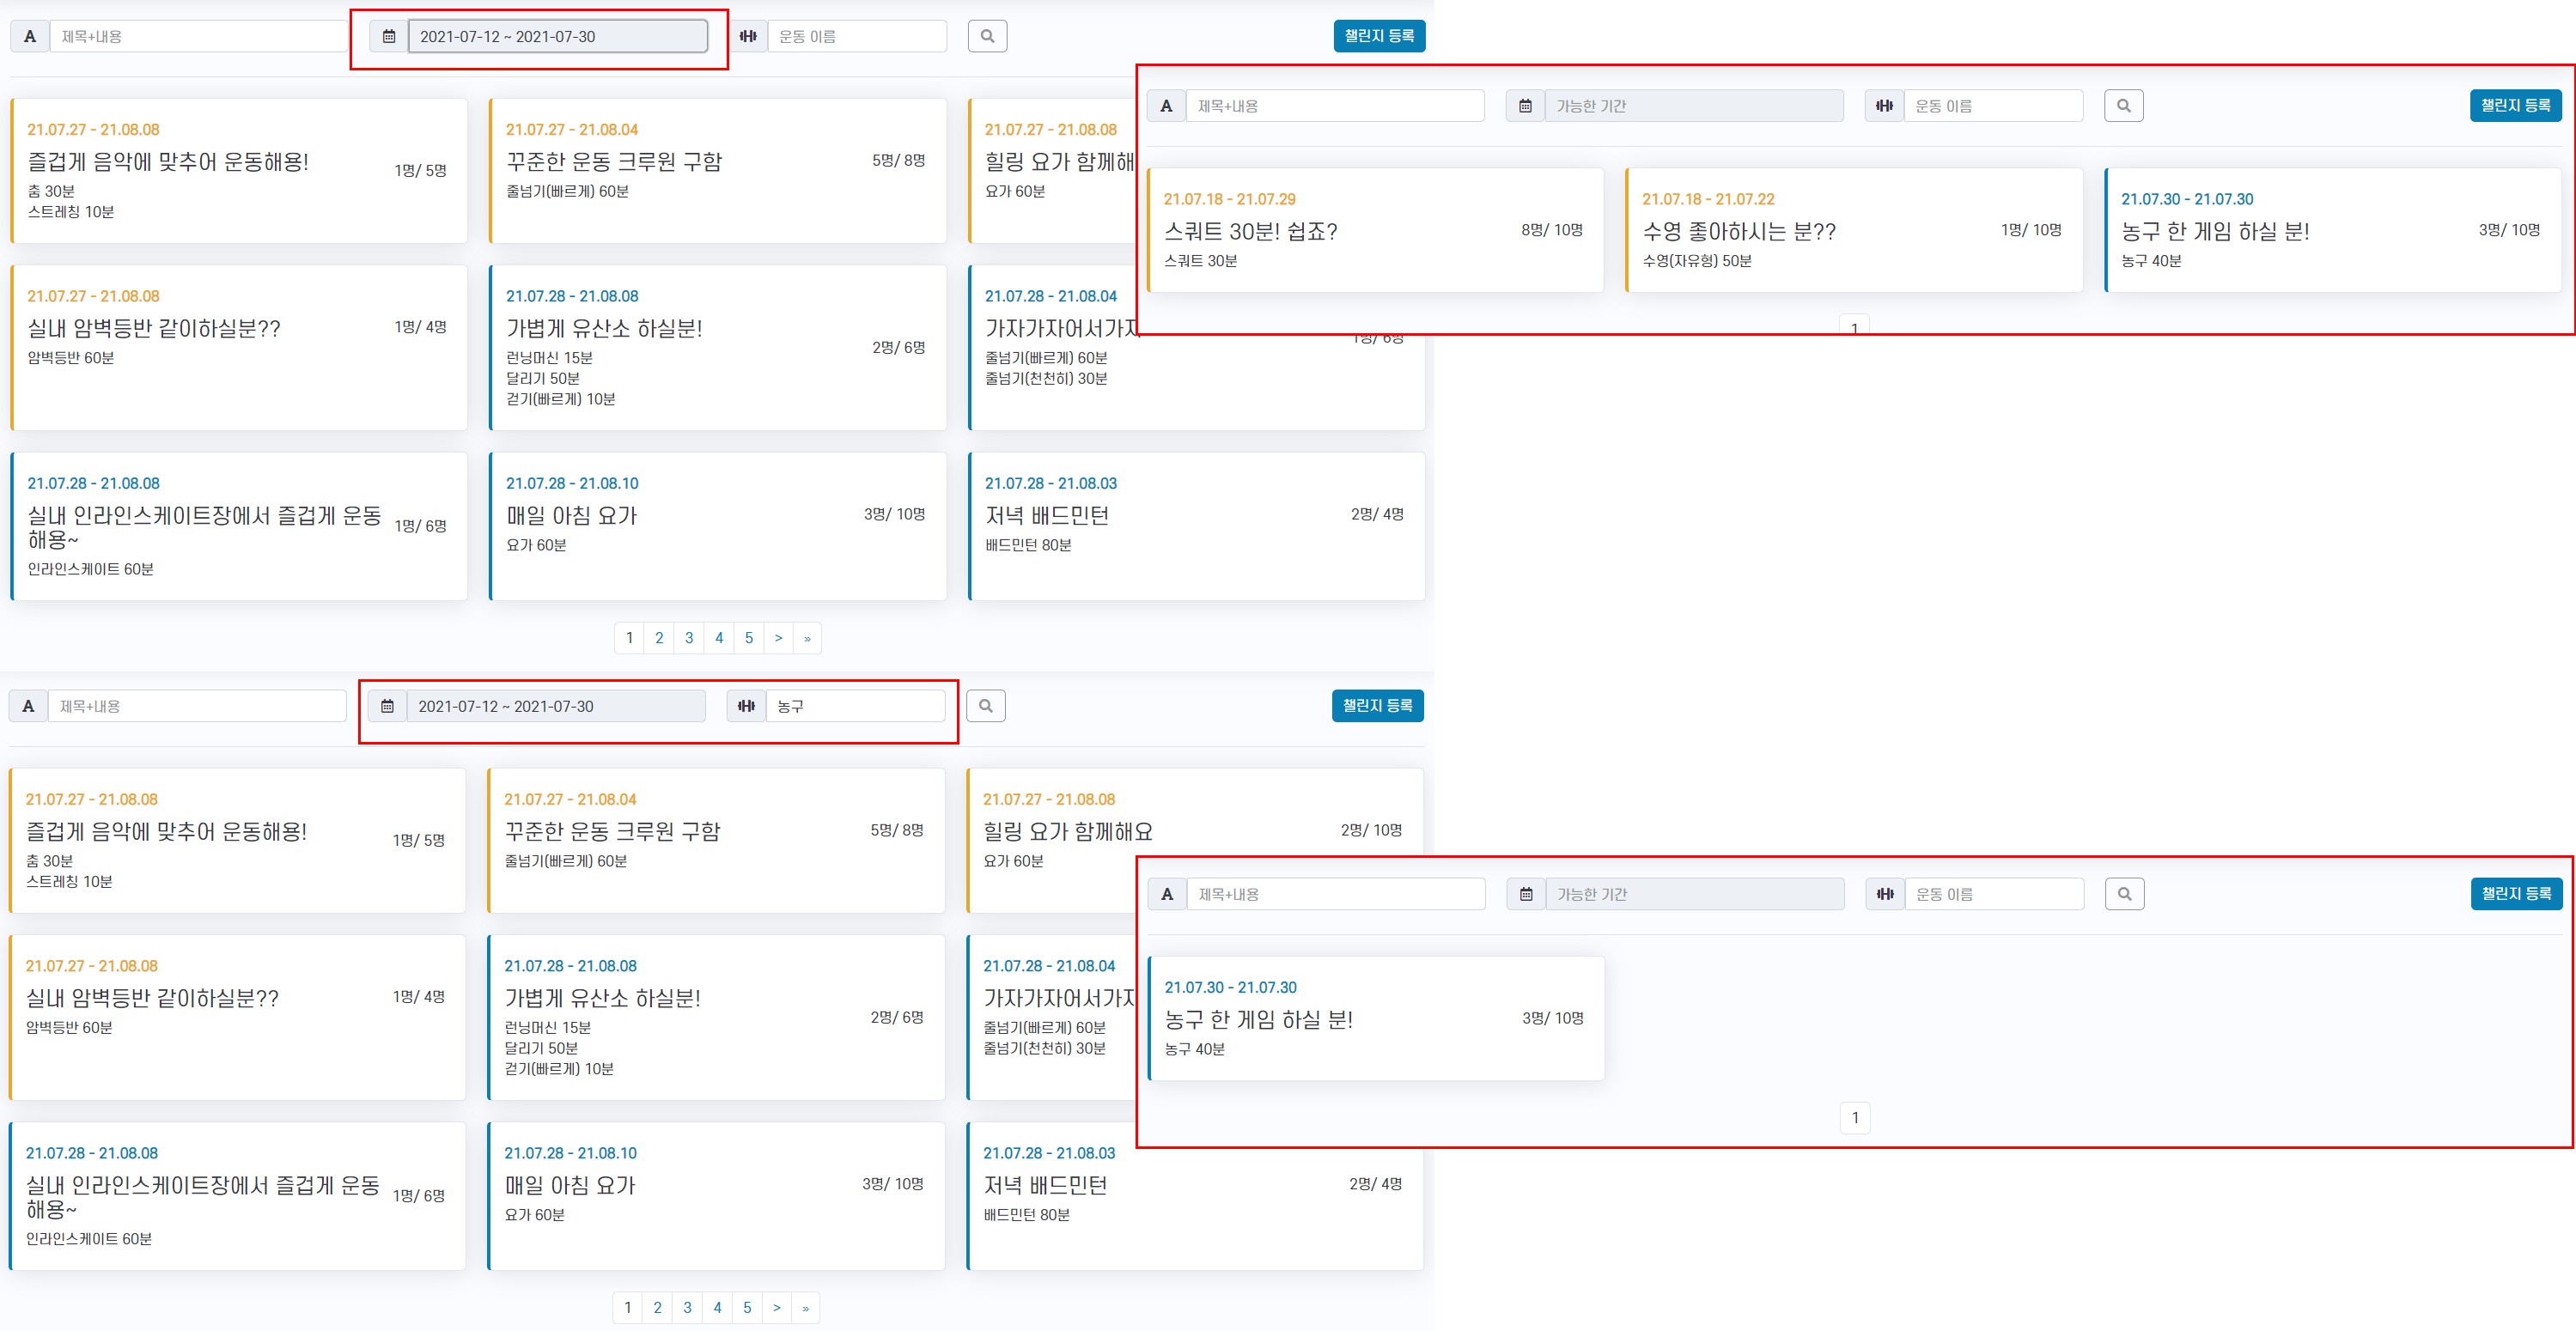 A 제목+내용 2021-07-12 ~ 2021-07-30 운동 이름 챌린지 등록
21.07.27 - 21.08.08
즐겁게 음악에 맞추어 운동해용!
1명/ 5명
춤 30분
스트레칭 10분
21.07.27 - 21.08.04
꾸준한 운동 크루원 구함
5명/ 8명
줄넘기(빠르게) 60분
21.07.27 - 21.08.08
힐링 요가 함께해
요가 60분
21.07.27 - 21.08.08
실내 암벽등반 같이하실분??
1명/ 4명
암벽등반 60분
21.07.28 - 21.08.08
가볍게 유산소 하실분!
2명/ 6명
런닝머신 15분
달리기 50분
걷기(빠르게) 10분
21.07.28 - 21.08.04
가자가자어서가자
1명/ 6명
줄넘기(빠르게) 60분
줄넘기(천천히) 30분
21.07.28 - 21.08.08
실내 인라인스케이트장에서 즐겁게 운동
해용~
1명/ 6명
인라인스케이트 60분
21.07.28 - 21.08.10
매일 아침 요가
3명/ 10명
요가 60분
21.07.28 - 21.08.03
저녁 배드민턴
2명/ 4명
배드민턴 80분
1 2 3 4 5 > »
A 제목+내용 가능한 기간 운동 이름 챌린지 등록
21.07.18 - 21.07.29
스쿼트 30분! 쉽죠?
8명/ 10명
스쿼트 30분
21.07.18 - 21.07.22
수영 좋아하시는 분??
1명/ 10명
수영(자유형) 50분
21.07.30 - 21.07.30
농구 한 게임 하실 분!
3명/ 10명
농구 40분
1
A 제목+내용 2021-07-12 ~ 2021-07-30 농구 챌린지 등록
21.07.27 - 21.08.08
즐겁게 음악에 맞추어 운동해용!
1명/ 5명
춤 30분
스트레칭 10분
21.07.27 - 21.08.04
꾸준한 운동 크루원 구함
5명/ 8명
줄넘기(빠르게) 60분
21.07.27 - 21.08.08
힐링 요가 함께해요
2명/ 10명
요가 60분
21.07.27 - 21.08.08
실내 암벽등반 같이하실분??
1명/ 4명
암벽등반 60분
21.07.28 - 21.08.08
가볍게 유산소 하실분!
2명/ 6명
런닝머신 15분
달리기 50분
걷기(빠르게) 10분
21.07.28 - 21.08.04
가자가자어서가자
줄넘기(빠르게) 60분
줄넘기(천천히) 30분
21.07.28 - 21.08.08
실내 인라인스케이트장에서 즐겁게 운동
해용~
1명/ 6명
인라인스케이트 60분
21.07.28 - 21.08.10
매일 아침 요가
3명/ 10명
요가 60분
21.07.28 - 21.08.03
저녁 배드민턴
2명/ 4명
배드민턴 80분
1 2 3 4 5 > »
A 제목+내용 가능한 기간 운동 이름 챌린지 등록
21.07.30 - 21.07.30
농구 한 게임 하실 분!
3명/ 10명
농구 40분
1